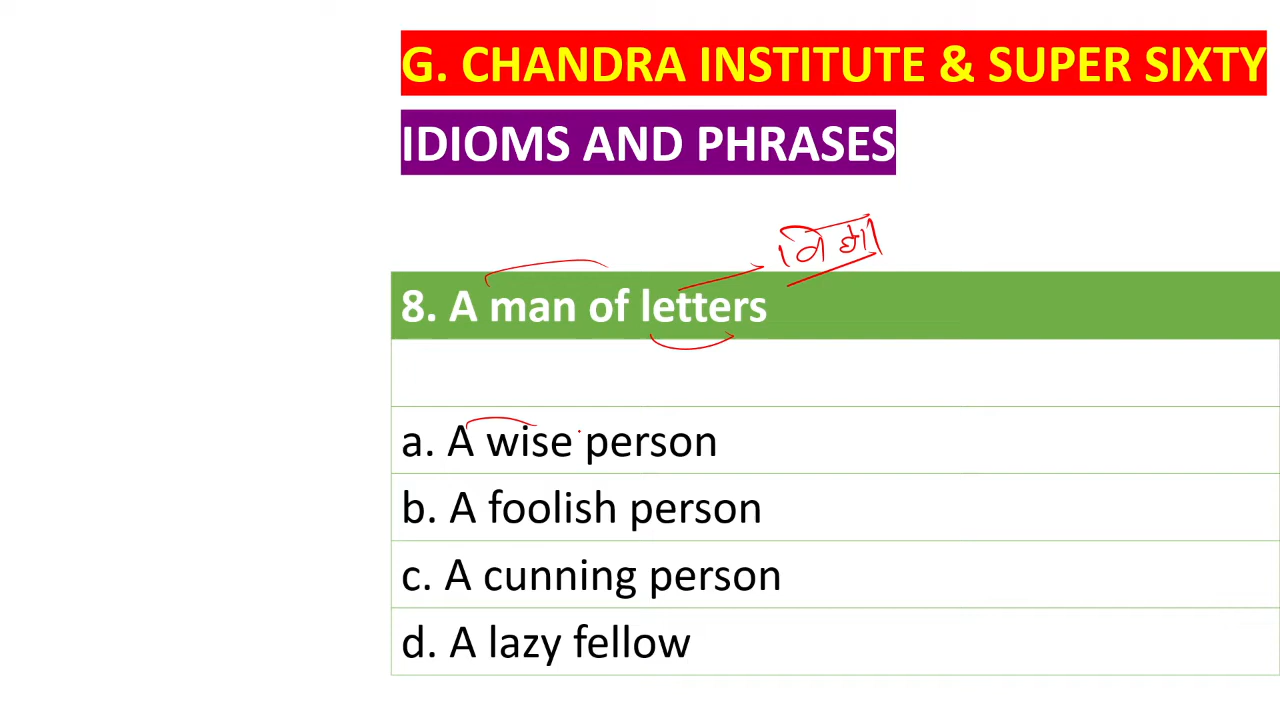 G. CHANDRA INSTITUTE & SUPER SIXTY
IDIOMS AND PHRASES
8. A man of letters
a. A wise person
b. A foolish person
c. A cunning person
d. A lazy fellow